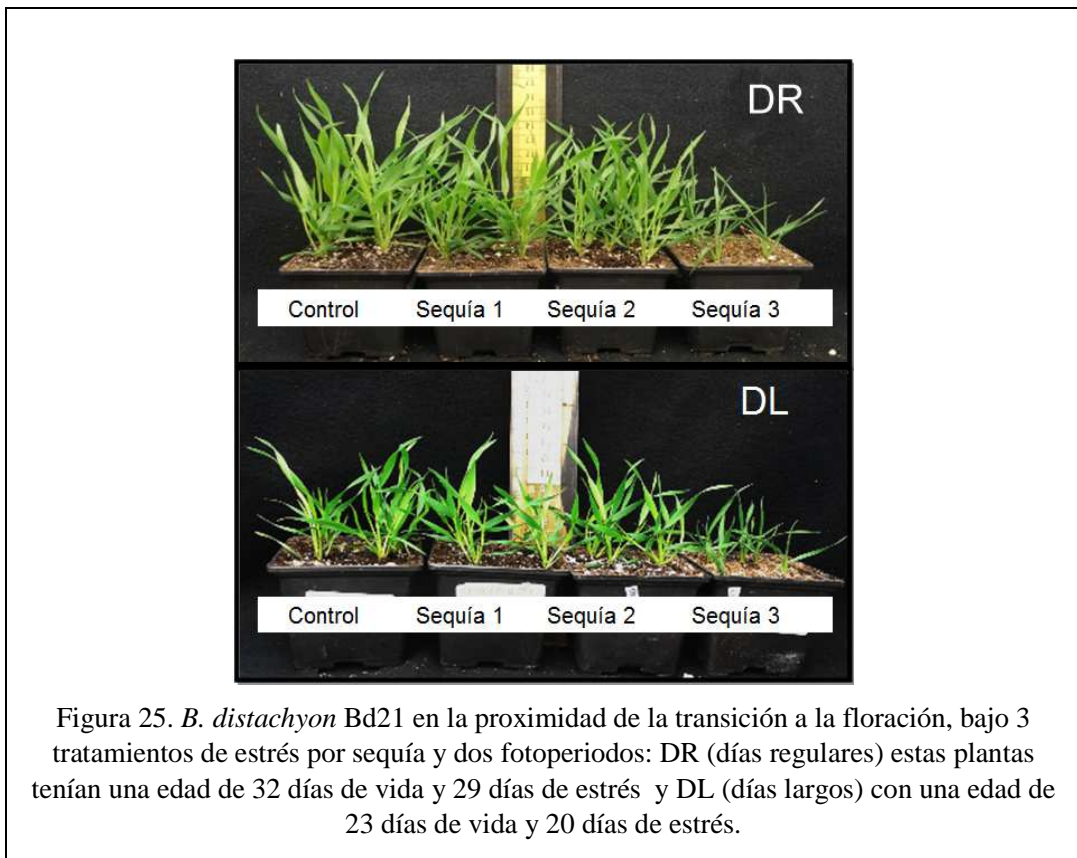 DR
Control Sequía 1 Sequía 2 Sequía 3
DL
Control Sequía 1 Sequía 2 Sequía 3
Figura 25. B. distachyon Bd21 en la proximidad de la transición a la floración, bajo 3
tratamientos de estrés por sequía y dos fotoperiodos: DR (días regulares) estas plantas
tenían una edad de 32 días de vida y 29 días de estrés y DL (días largos) con una edad de
23 días de vida y 20 días de estrés.